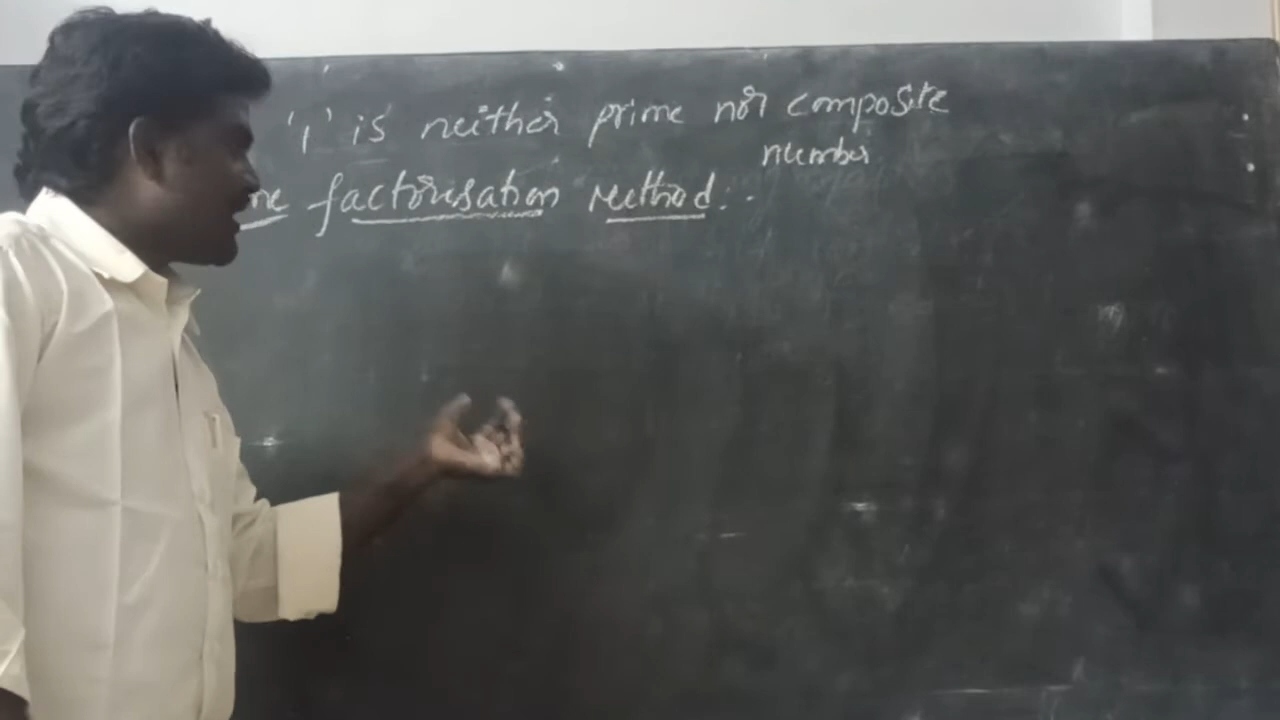 '1' is neither prime nor composite
number
me factorisation method:-